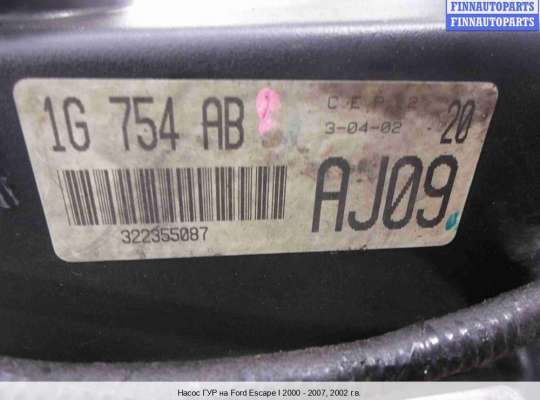 FINNAUTOPARTS
FINNAUTOPARTS
1G 754 AB
C E P 2
3-04-02
20
AJ09
322355087
Насос ГУР на Ford Escape I 2000 - 2007, 2002 г.в.